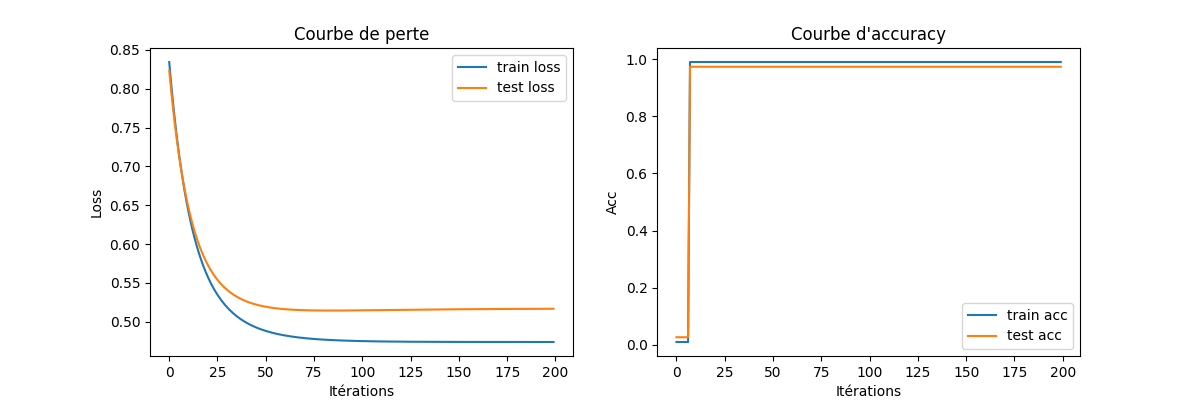 Courbe de perte
0.85
0.80
0.75
0.70
0.65
0.60
0.55
0.50
Loss
0 25 50 75 100 125 150 175 200
Itérations
train loss
test loss
Courbe d'accuracy
1.0
0.8
0.6
0.4
0.2
0.0
Acc
0 25 50 75 100 125 150 175 200
Itérations
train acc
test acc